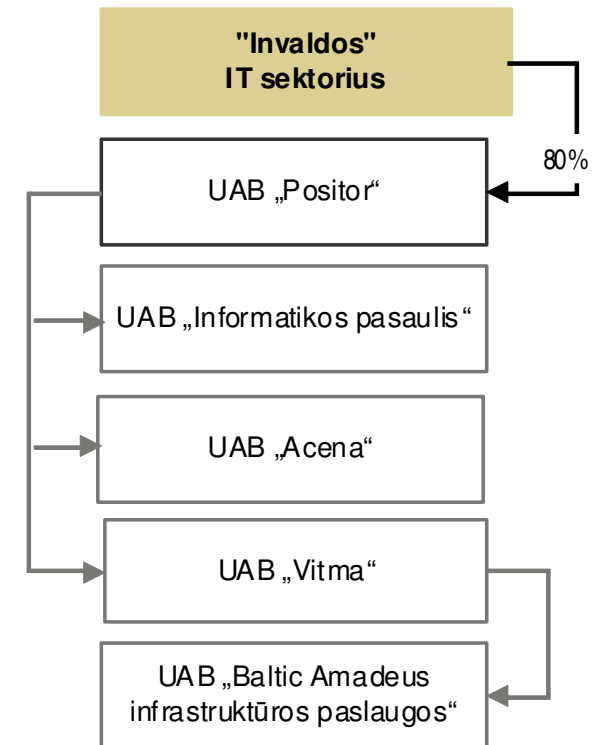 "Invaldos"
IT sektorius
80%
UAB „Positor“
UAB „Informatikos pasaulis“
UAB „Acena“
UAB „Vitma“
UAB „Baltic Amadeus
infrastruktūros paslaugos“